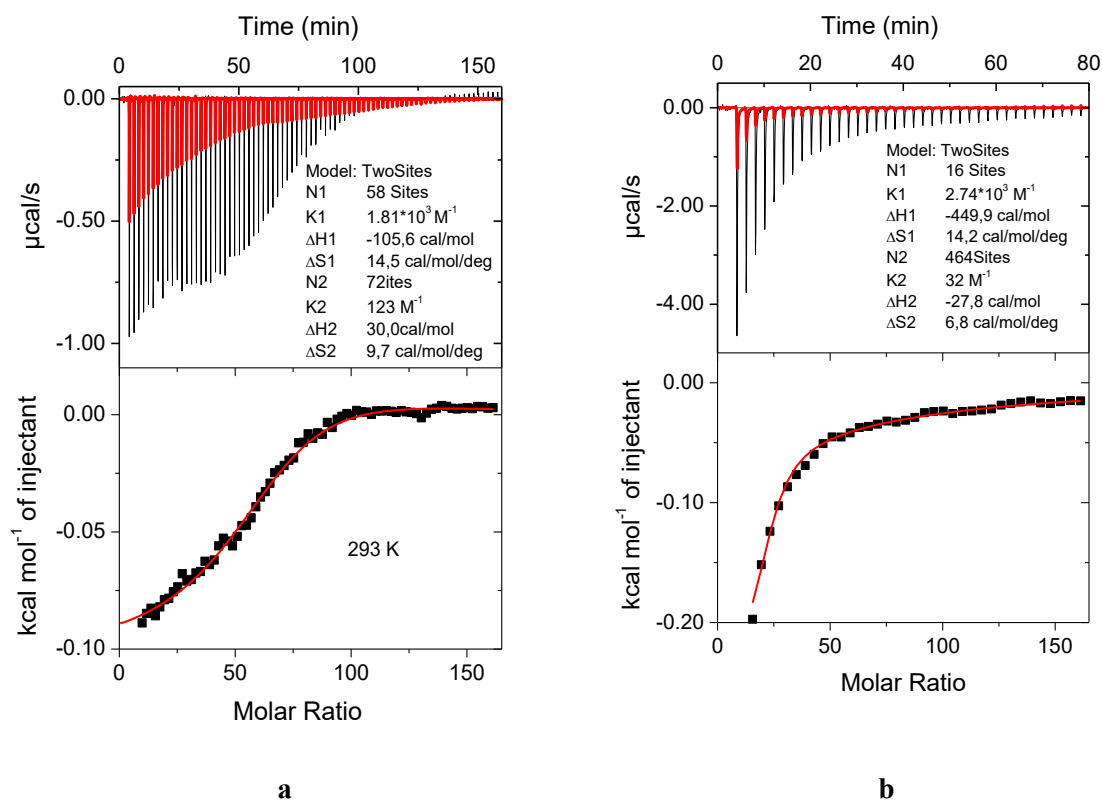 Time (min)
0 50 100 150
0.00
-0.50
-1.00
µcal/s
Model: TwoSites
N1 58 Sites
K1 1.81*10³ M⁻¹
ΔH1 -105,6 cal/mol
ΔS1 14,5 cal/mol/deg
N2 72ites
K2 123 M⁻¹
ΔH2 30,0cal/mol
ΔS2 9,7 cal/mol/deg
0.00
-0.05
-0.10
kcal mol⁻¹ of injectant
293 K
0 50 100 150
Molar Ratio
a
Time (min)
0 20 40 60 80
0.00
-2.00
-4.00
µcal/s
Model: TwoSites
N1 16 Sites
K1 2.74*10³ M⁻¹
ΔH1 -449,9 cal/mol
ΔS1 14,2 cal/mol/deg
N2 464Sites
K2 32 M⁻¹
ΔH2 -27,8 cal/mol
ΔS2 6,8 cal/mol/deg
0.00
-0.10
-0.20
kcal mol⁻¹ of injectant
0 50 100 150
Molar Ratio
b